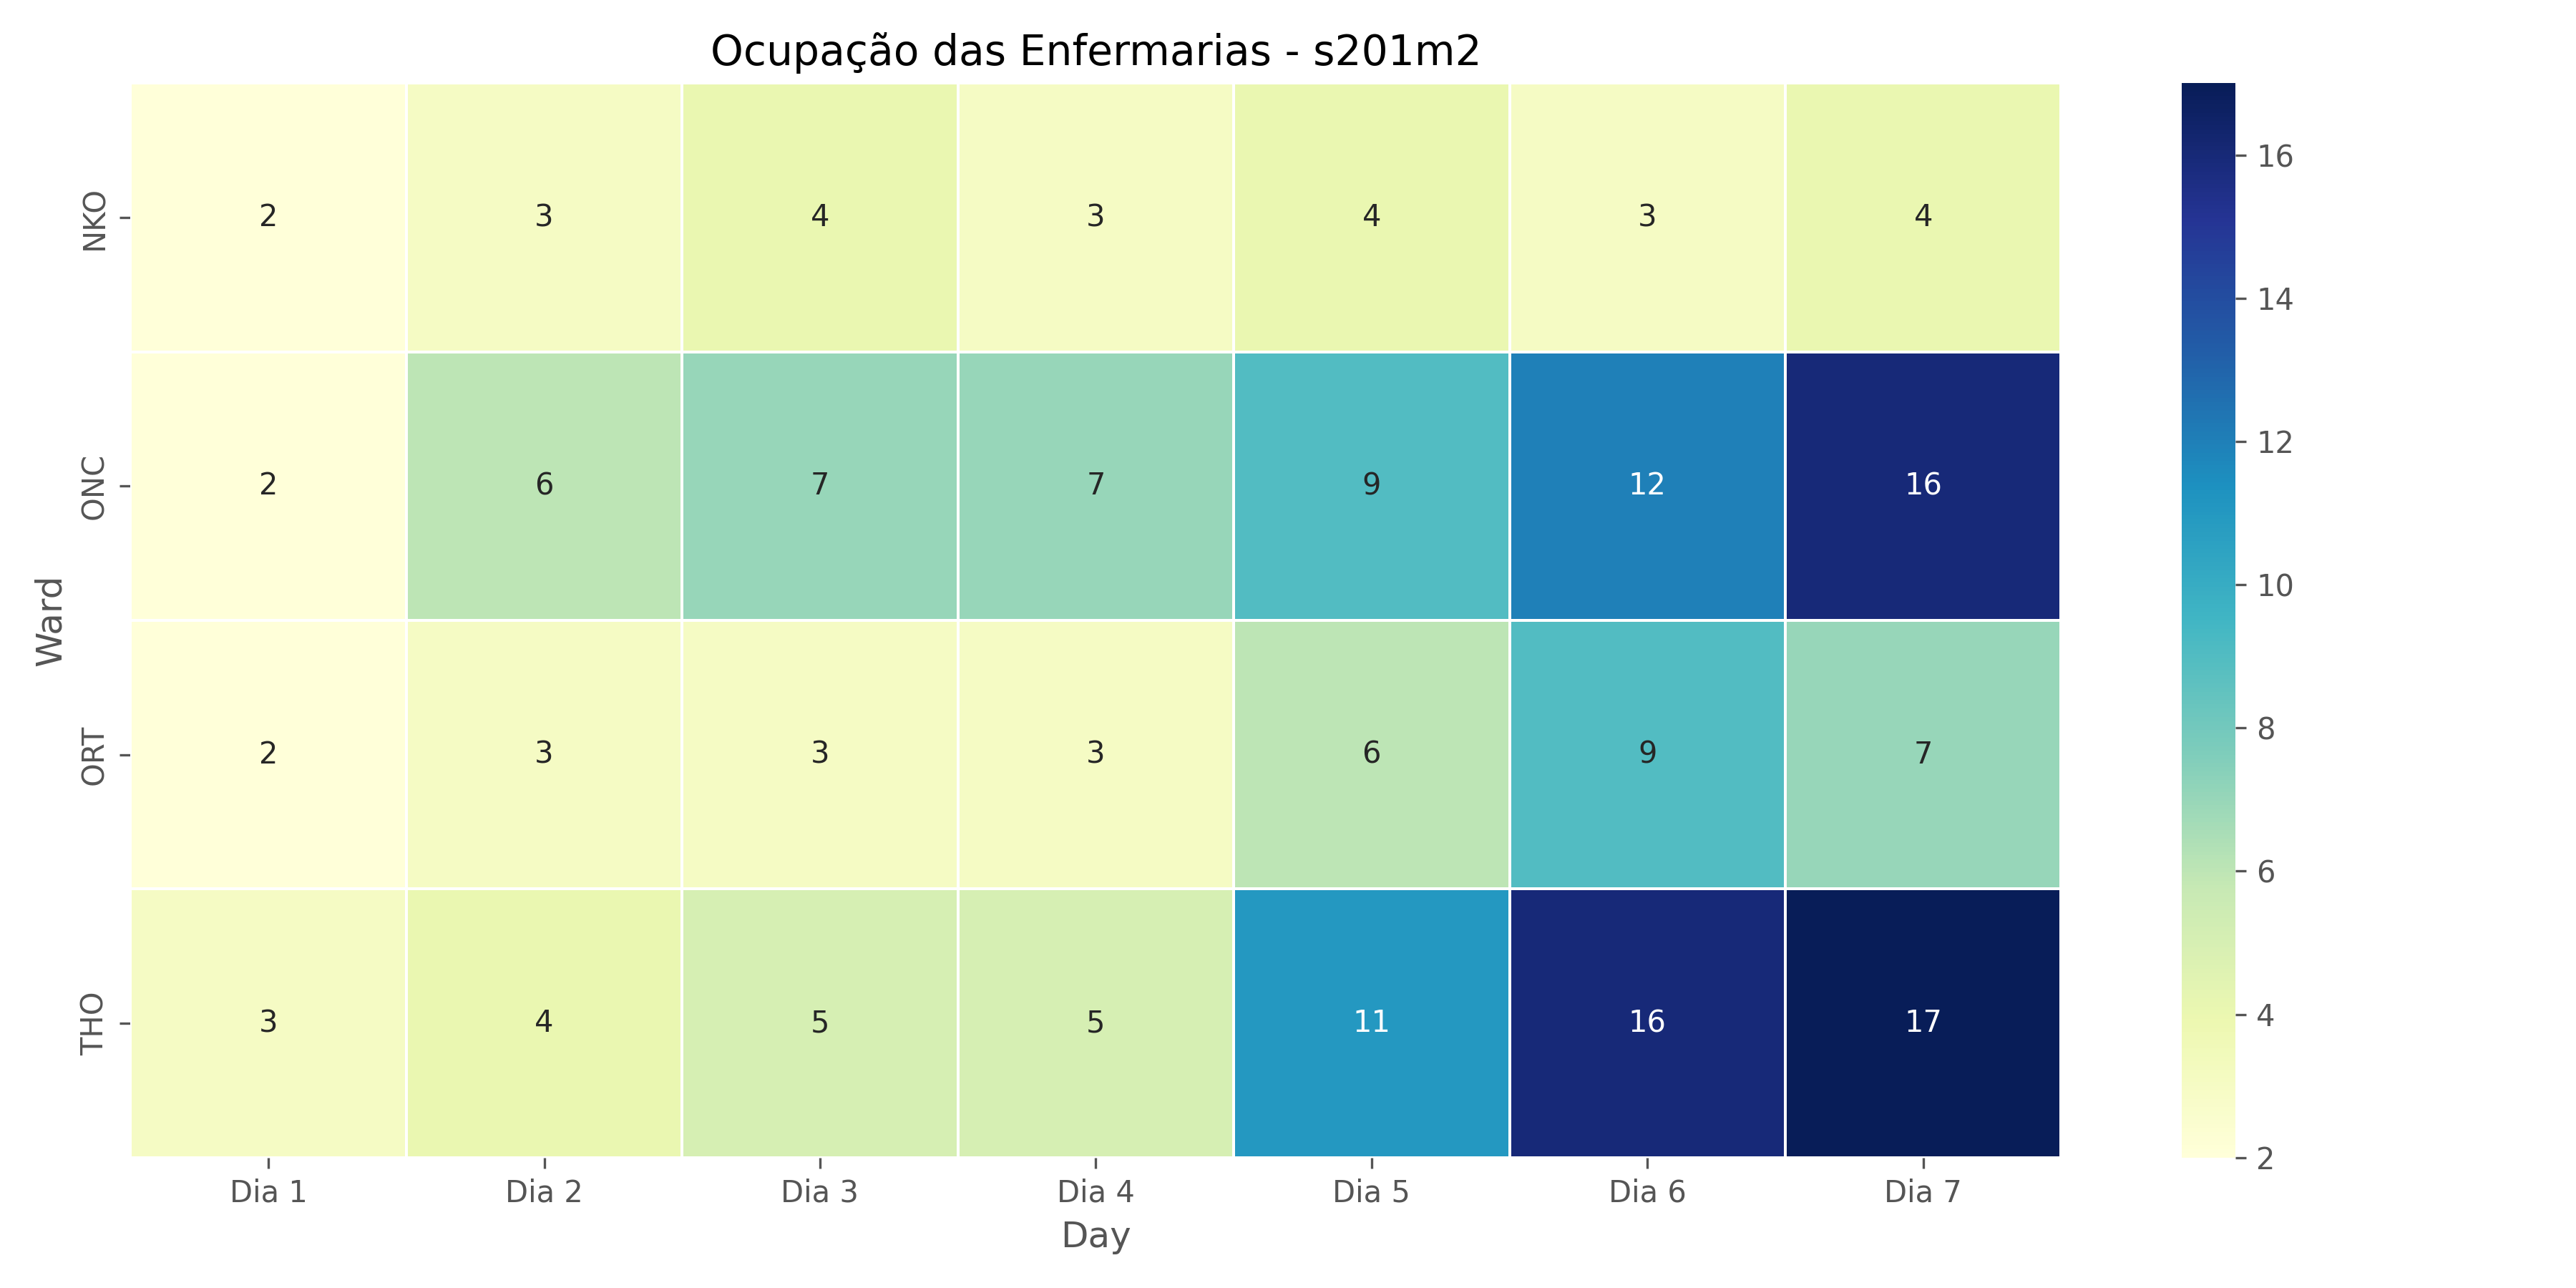 Ocupação das Enfermarias - s201m2
Ward
NKO
2 3 4 3 4 3 4
ONC
2 6 7 7 9 12 16
ORT
2 3 3 3 6 9 7
THO
3 4 5 5 11 16 17
Dia 1 Dia 2 Dia 3 Dia 4 Dia 5 Dia 6 Dia 7
Day
16
14
12
10
8
6
4
2